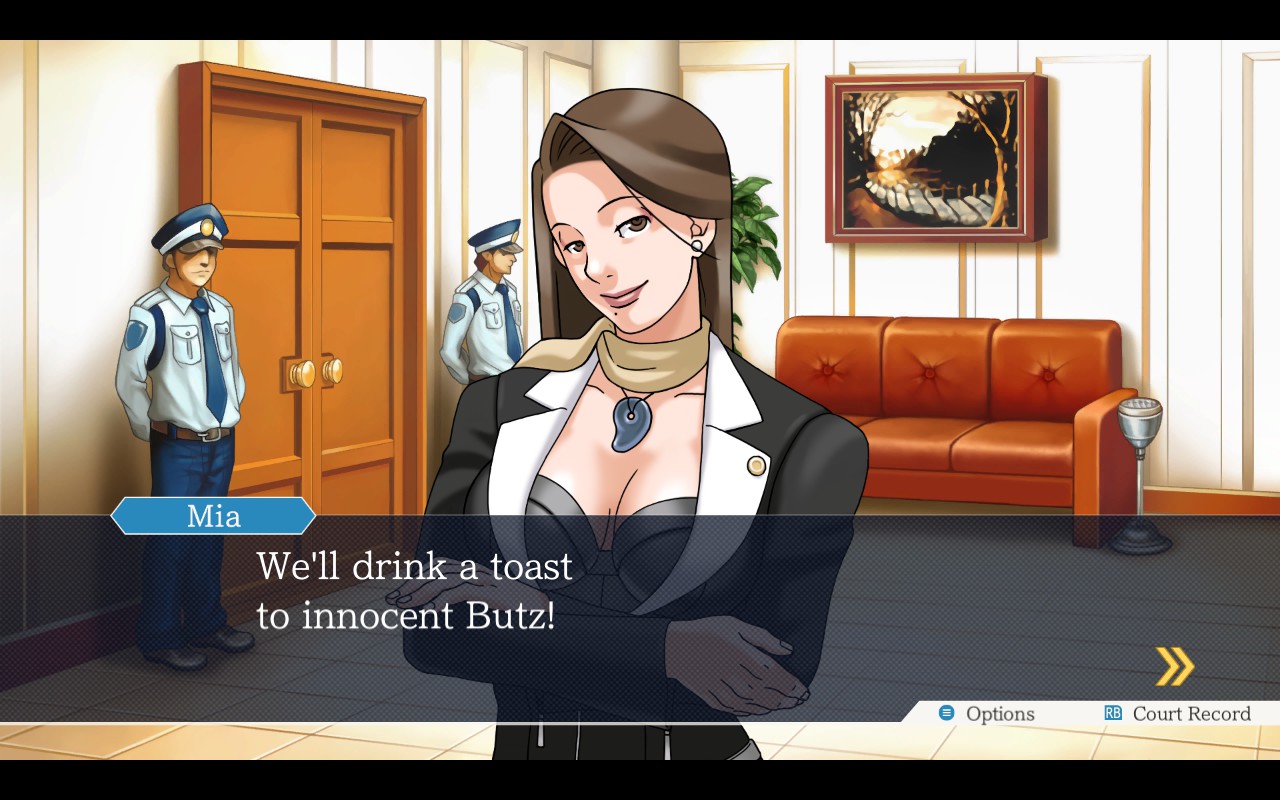 Mia
We'll drink a toast
to innocent Butz!
Options
RB Court Record